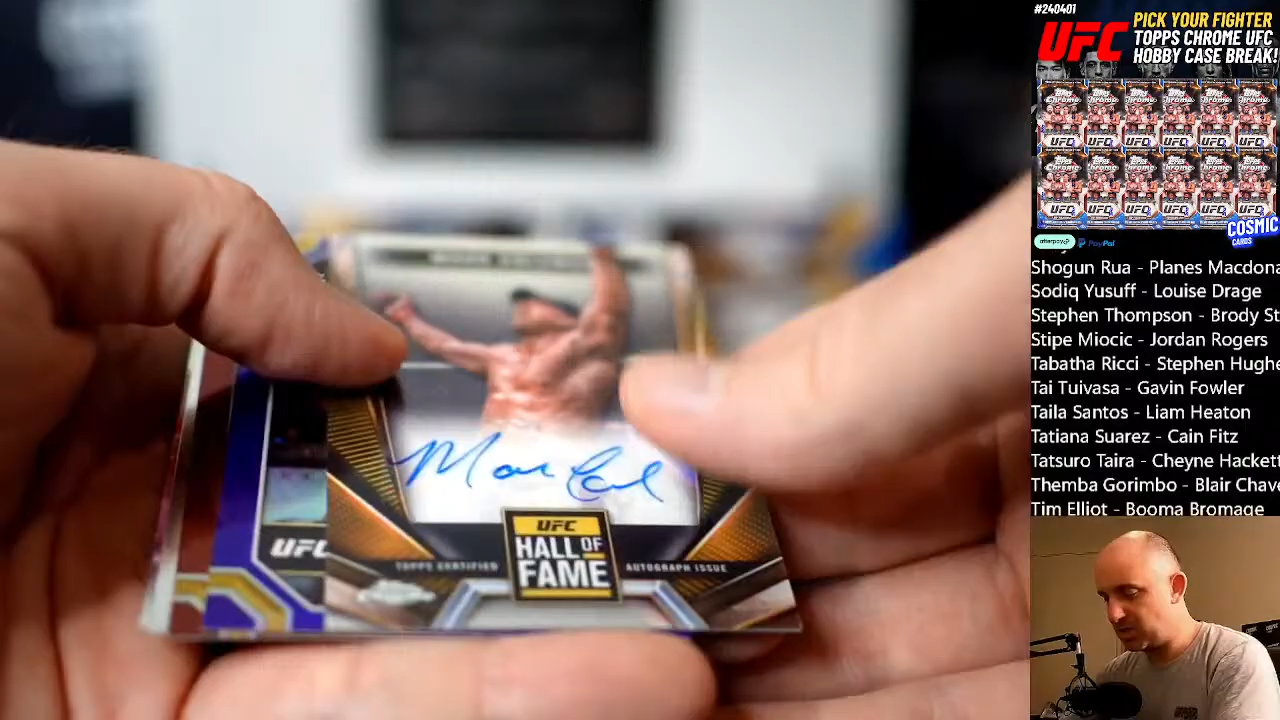 #240401
UFC
PICK YOUR FIGHTER
TOPPS CHROME UFC
HOBBY CASE BREAK!
COSMIC
CARDS
afterpay
PayPal
Shogun Rua - Planes Macdona
Sodiq Yusuff - Louise Drage
Stephen Thompson - Brody St
Stipe Miocic - Jordan Rogers
Tabatha Ricci - Stephen Hughe
Tai Tuivasa - Gavin Fowler
Taila Santos - Liam Heaton
Tatiana Suarez - Cain Fitz
Tatsuro Taira - Cheyne Hackett
Themba Gorimbo - Blair Chave
Tim Elliot - Booma Bromage
UFC
UFC
HALL OF
FAME
TOPPS CERTIFIED
AUTOGRAPH ISSUE